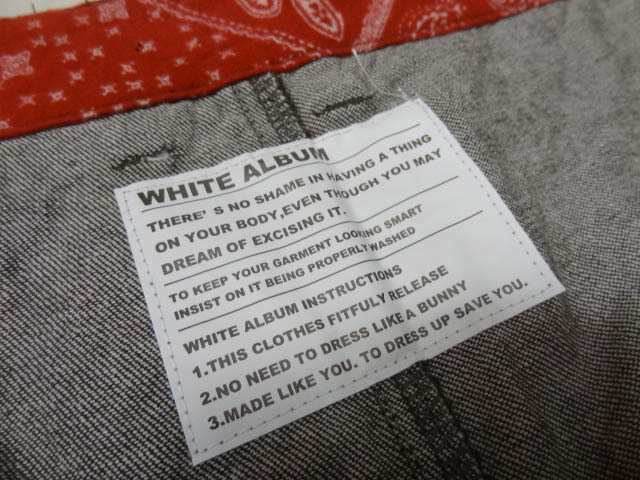 WHITE ALBUM
THERE' S NO SHAME IN HAVING A THING
ON YOUR BODY,EVEN THOUGH YOU MAY
DREAM OF EXCISING IT.
TO KEEP YOUR GARMENT LOOKING SMART
INSIST ON IT BEING PROPERLY WASHED
WHITE ALBUM INSTRUCTIONS
1.THIS CLOTHES FITFULY RELEASE
2.NO NEED TO DRESS LIKE A BUNNY
3.MADE LIKE YOU. TO DRESS UP SAVE YOU.